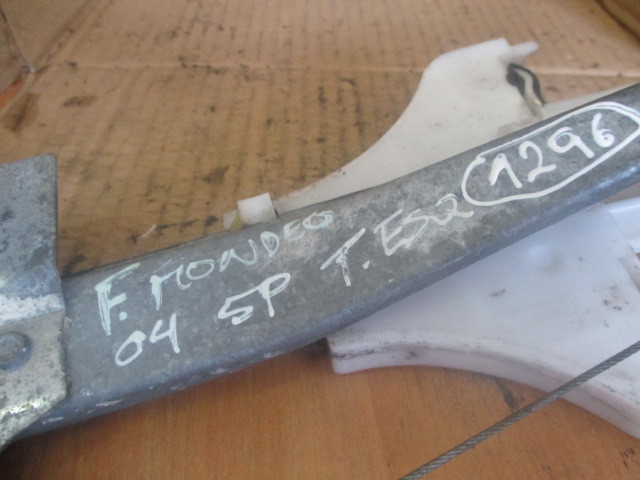 F. MONDEO
04 5P T. ESQ 1296